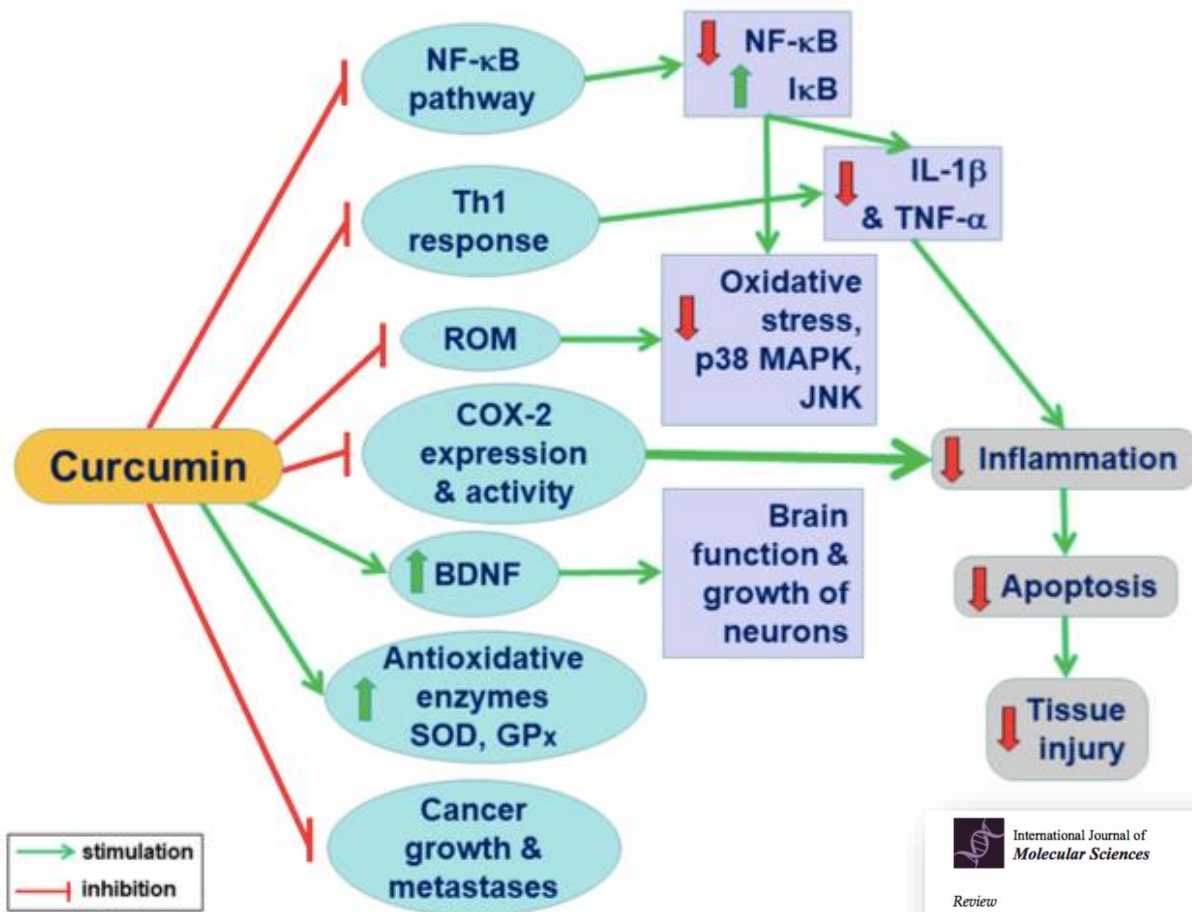 NF-κB
pathway
NF-κB
IκB
Th1
response
IL-1β
& TNF-α
ROM
Oxidative
stress,
p38 MAPK,
JNK
Curcumin
COX-2
expression
& activity
Inflammation
BDNF
Brain
function &
growth of
neurons
Apoptosis
Antioxidative
enzymes
SOD, GPx
Tissue
injury
Cancer
growth &
metastases
stimulation
inhibition
International Journal of
Molecular Sciences
Review